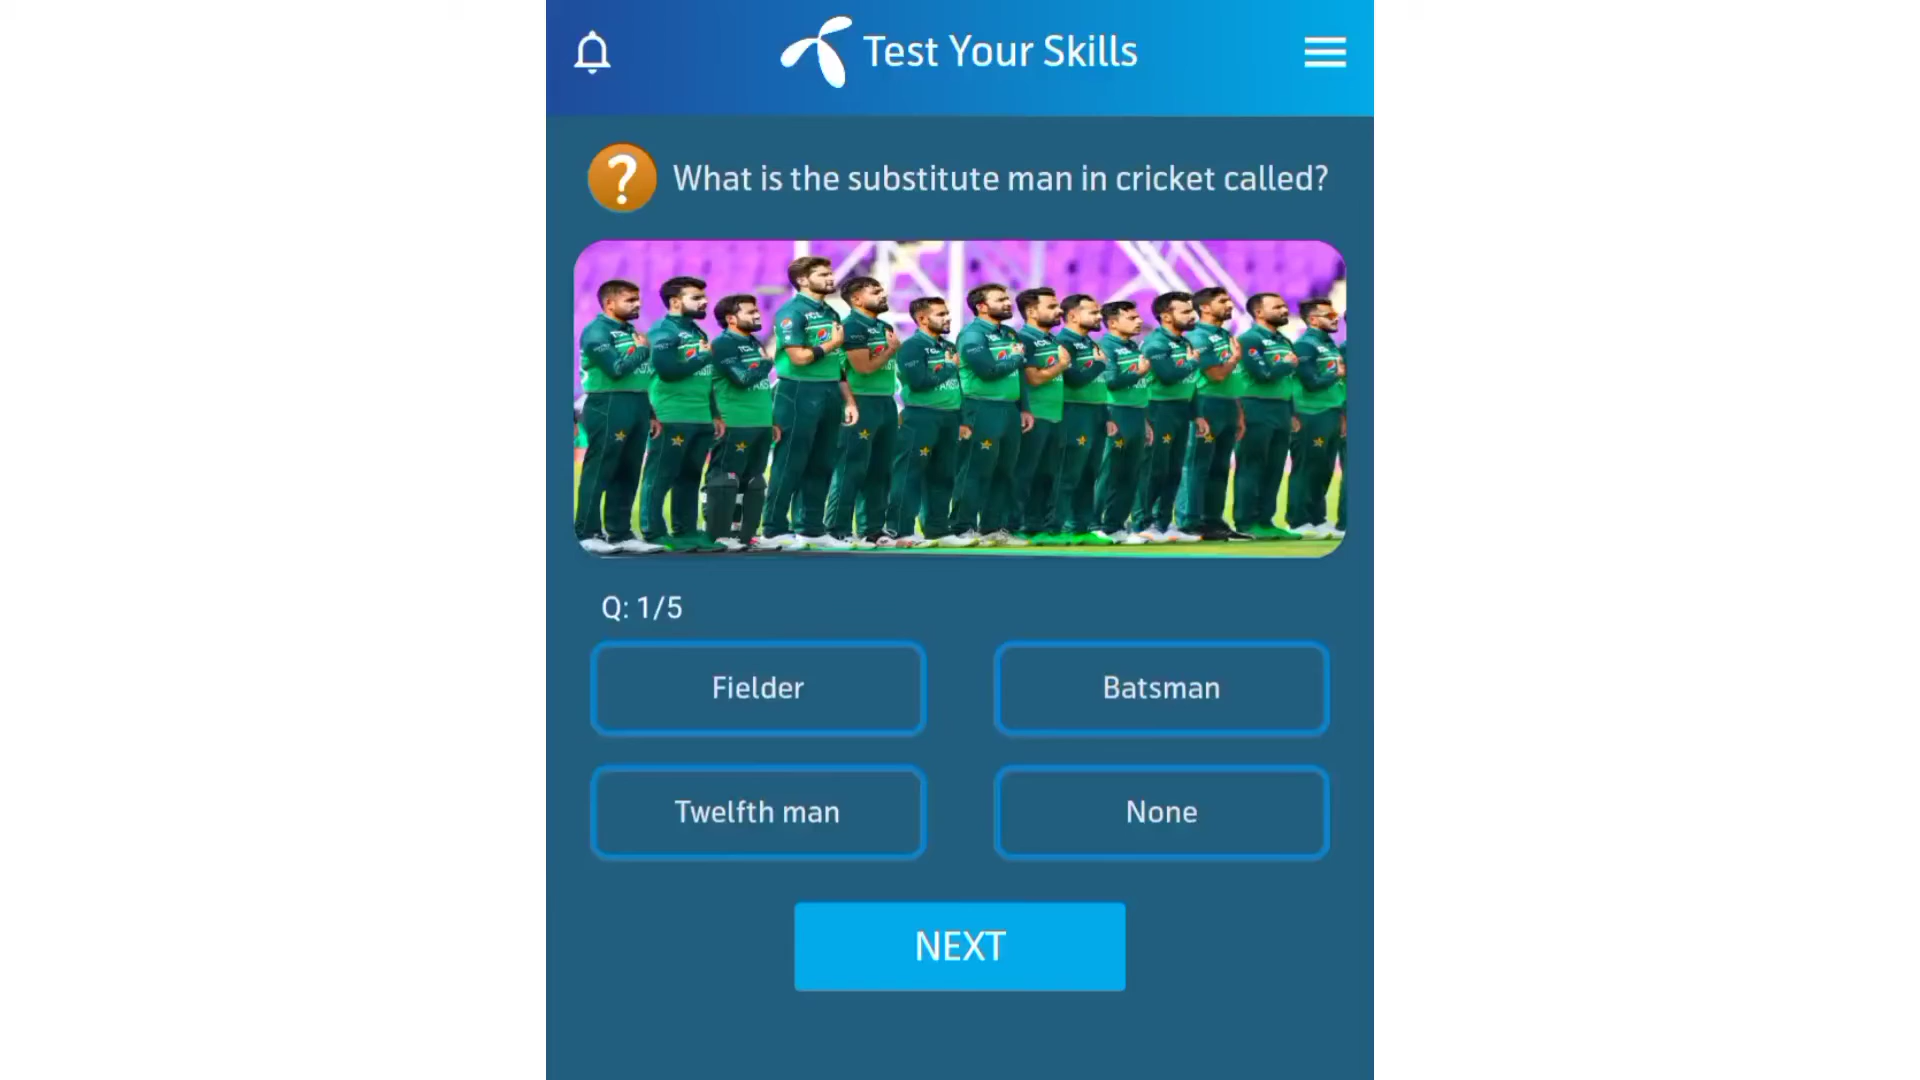 Test Your Skills
? What is the substitute man in cricket called?
Q: 1/5
Fielder
Batsman
Twelfth man
None
NEXT